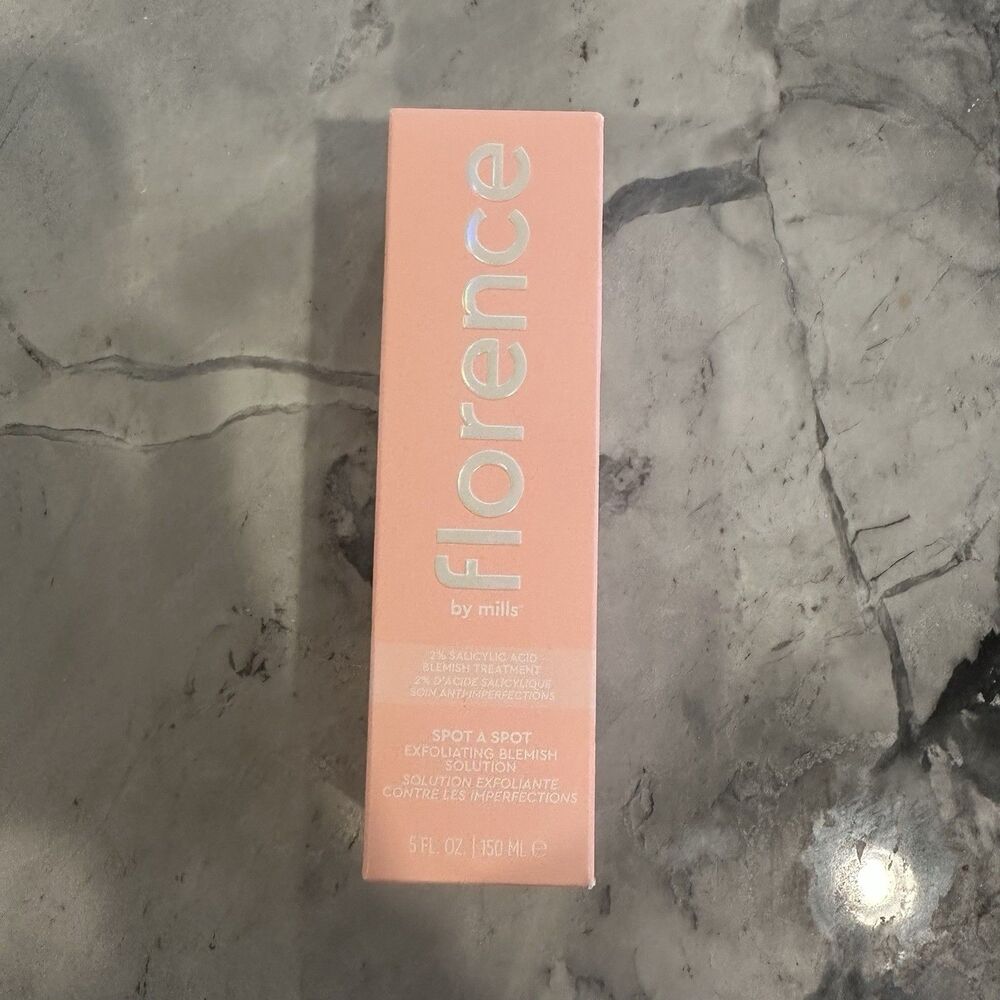 florence
by mills™
2% SALICYLIC ACID
BLEMISH TREATMENT
2% D'ACIDE SALICYLIQUE
SOIN ANTI-IMPERFECTIONS
SPOT A SPOT
EXFOLIATING BLEMISH
SOLUTION
SOLUTION EXFOLIANTE
CONTRE LES IMPERFECTIONS
5 FL. OZ. | 150 ML ℮